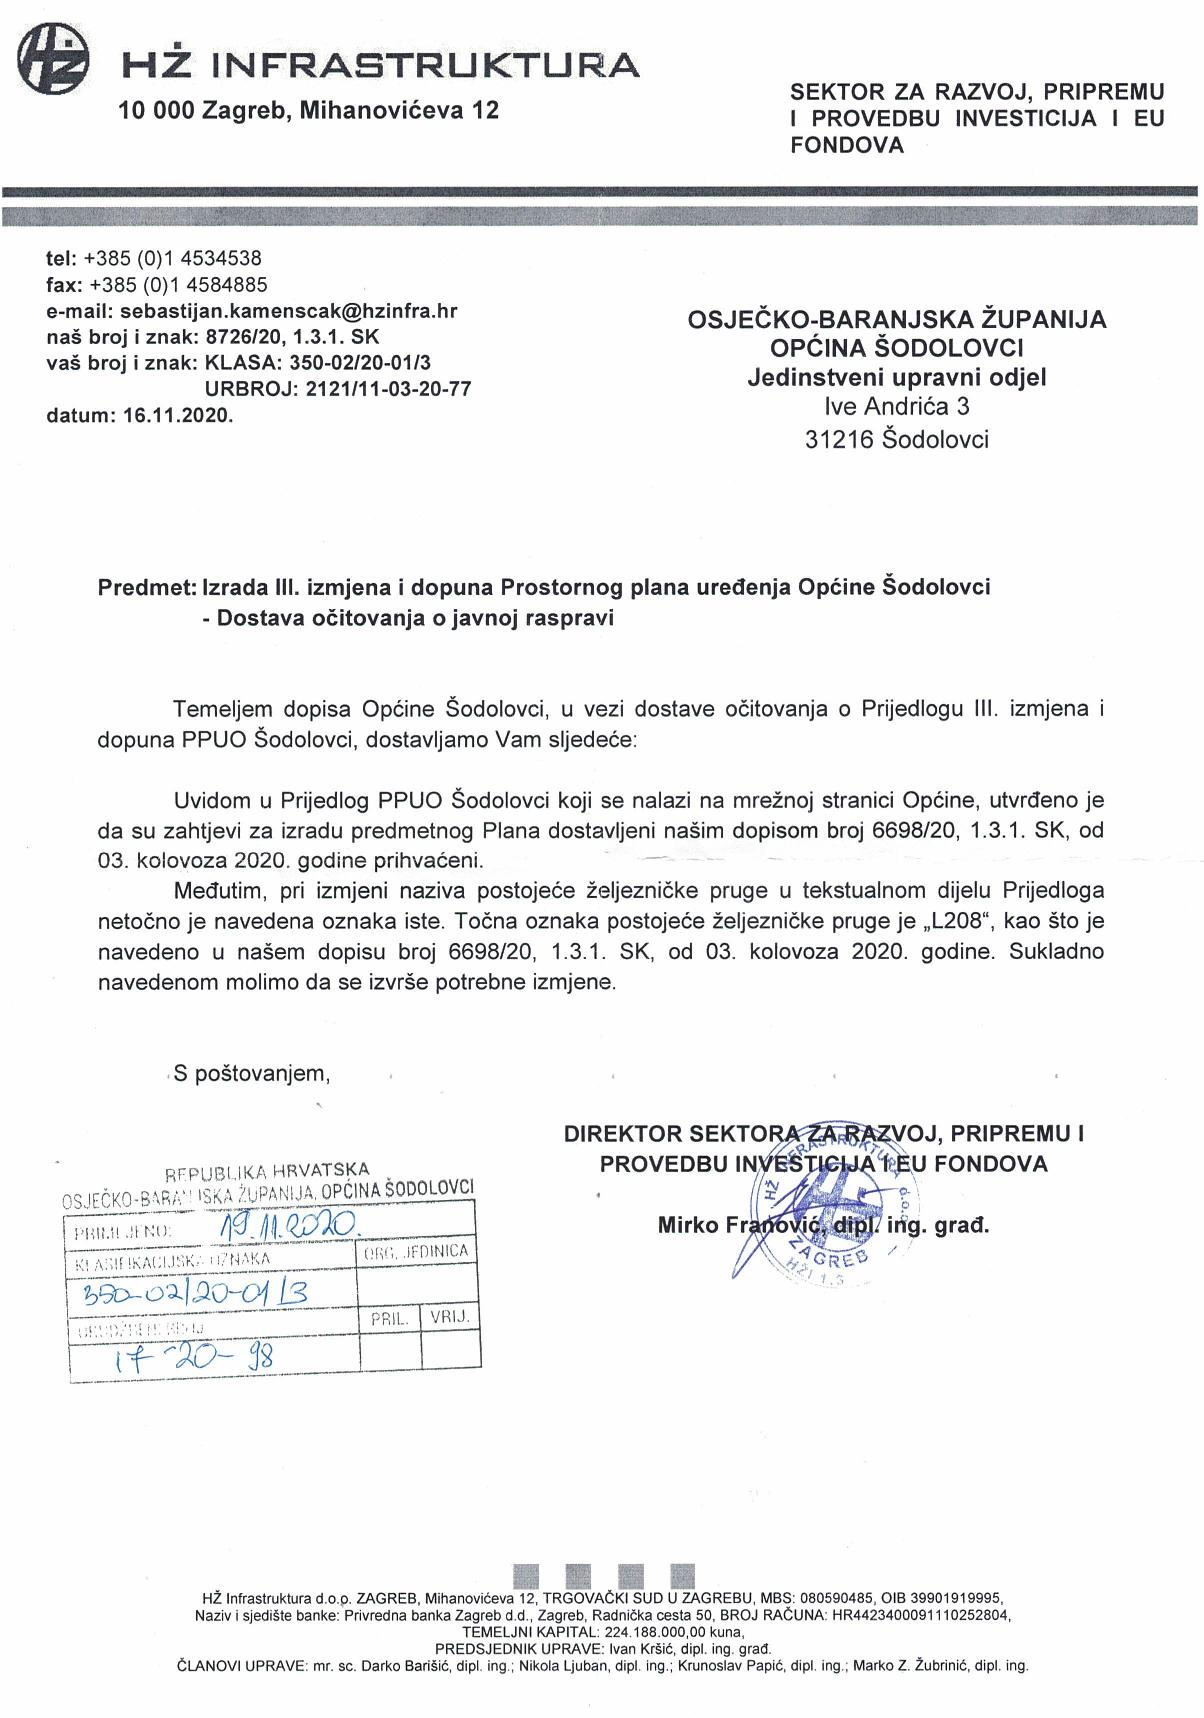 HŽ INFRASTRUKTURA
10 000 Zagreb, Mihanovićeva 12
SEKTOR ZA RAZVOJ, PRIPREMU
I PROVEDBU INVESTICIJA I EU
FONDOVA
tel: +385 (0)1 4534538
fax: +385 (0)1 4584885
e-mail: sebastijan.kamenscak@hzinfra.hr
naš broj i znak: 8726/20, 1.3.1. SK
vaš broj i znak: KLASA: 350-02/20-01/3
URBROJ: 2121/11-03-20-77
datum: 16.11.2020.
OSJEČKO-BARANJSKA ŽUPANIJA
OPĆINA ŠODOLOVCI
Jedinstveni upravni odjel
Ive Andrića 3
31216 Šodolovci
Predmet: Izrada III. izmjena i dopuna Prostornog plana uređenja Općine Šodolovci
- Dostava očitovanja o javnoj raspravi
Temeljem dopisa Općine Šodolovci, u vezi dostave očitovanja o Prijedlogu III. izmjena i
dopuna PPUO Šodolovci, dostavljamo Vam sljedeće:
Uvidom u Prijedlog PPUO Šodolovci koji se nalazi na mrežnoj stranici Općine, utvrđeno je
da su zahtjevi za izradu predmetnog Plana dostavljeni našim dopisom broj 6698/20, 1.3.1. SK, od
03. kolovoza 2020. godine prihvaćeni.
Međutim, pri izmjeni naziva postojeće željezničke pruge u tekstualnom dijelu Prijedloga
netočno je navedena oznaka iste. Točna oznaka postojeće željezničke pruge je „L208“, kao što je
navedeno u našem dopisu broj 6698/20, 1.3.1. SK, od 03. kolovoza 2020. godine. Sukladno
navedenom molimo da se izvrše potrebne izmjene.
S poštovanjem,
DIREKTOR SEKTORA ZA RAZVOJ, PRIPREMU I
PROVEDBU INVESTICIJA I EU FONDOVA
Mirko Franović, dipl. ing. građ.
HŽ INFRASTRUKTURA d.o.o.
ZAGREB
HŽI 1.3
REPUBLIKA HRVATSKA
OSJEČKO-BARANJSKA ŽUPANIJA, OPĆINA ŠODOLOVCI
PRIMLJENO: 19.11.2020.
KLASIFIKACIJSKA OZNAKA ORG. JEDINICA
350-02/20-01/3
PRIL. VRIJ.
17-20-98
HŽ Infrastruktura d.o.o. ZAGREB, Mihanovićeva 12, TRGOVAČKI SUD U ZAGREBU, MBS: 080590485, OIB 39901919995,
Naziv i sjedište banke: Privredna banka Zagreb d.d., Zagreb, Radnička cesta 50, BROJ RAČUNA: HR4423400091110252804,
TEMELJNI KAPITAL: 224.188.000,00 kuna,
PREDSJEDNIK UPRAVE: Ivan Kršić, dipl. ing. građ.
ČLANOVI UPRAVE: mr. sc. Darko Barišić, dipl. ing.; Nikola Ljuban, dipl. ing.; Krunoslav Papić, dipl. ing.; Marko Z. Žubrinić, dipl. ing.